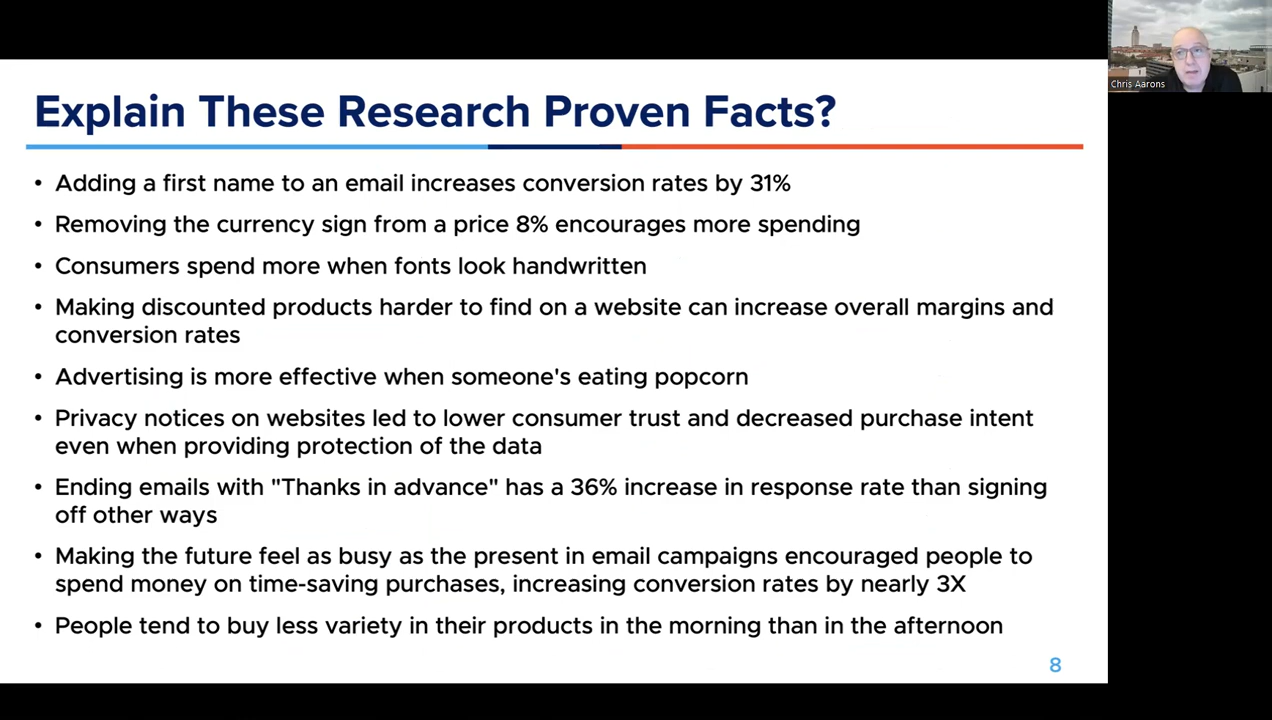 Chris Aarons
Explain These Research Proven Facts?
• Adding a first name to an email increases conversion rates by 31%
• Removing the currency sign from a price 8% encourages more spending
• Consumers spend more when fonts look handwritten
• Making discounted products harder to find on a website can increase overall margins and
conversion rates
• Advertising is more effective when someone's eating popcorn
• Privacy notices on websites led to lower consumer trust and decreased purchase intent
even when providing protection of the data
• Ending emails with "Thanks in advance" has a 36% increase in response rate than signing
off other ways
• Making the future feel as busy as the present in email campaigns encouraged people to
spend money on time-saving purchases, increasing conversion rates by nearly 3X
• People tend to buy less variety in their products in the morning than in the afternoon
8